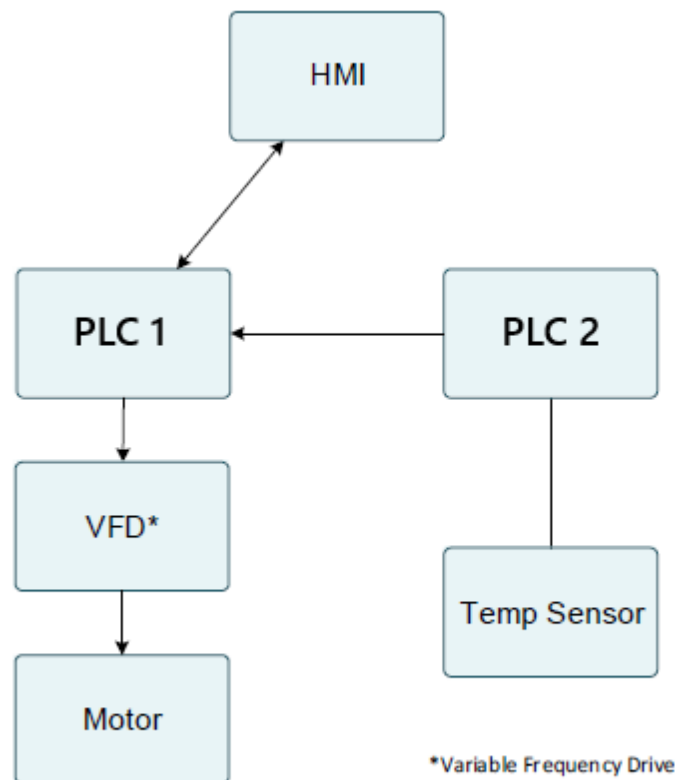 HMI
PLC 1
PLC 2
VFD*
Temp Sensor
Motor
*Variable Frequency Drive